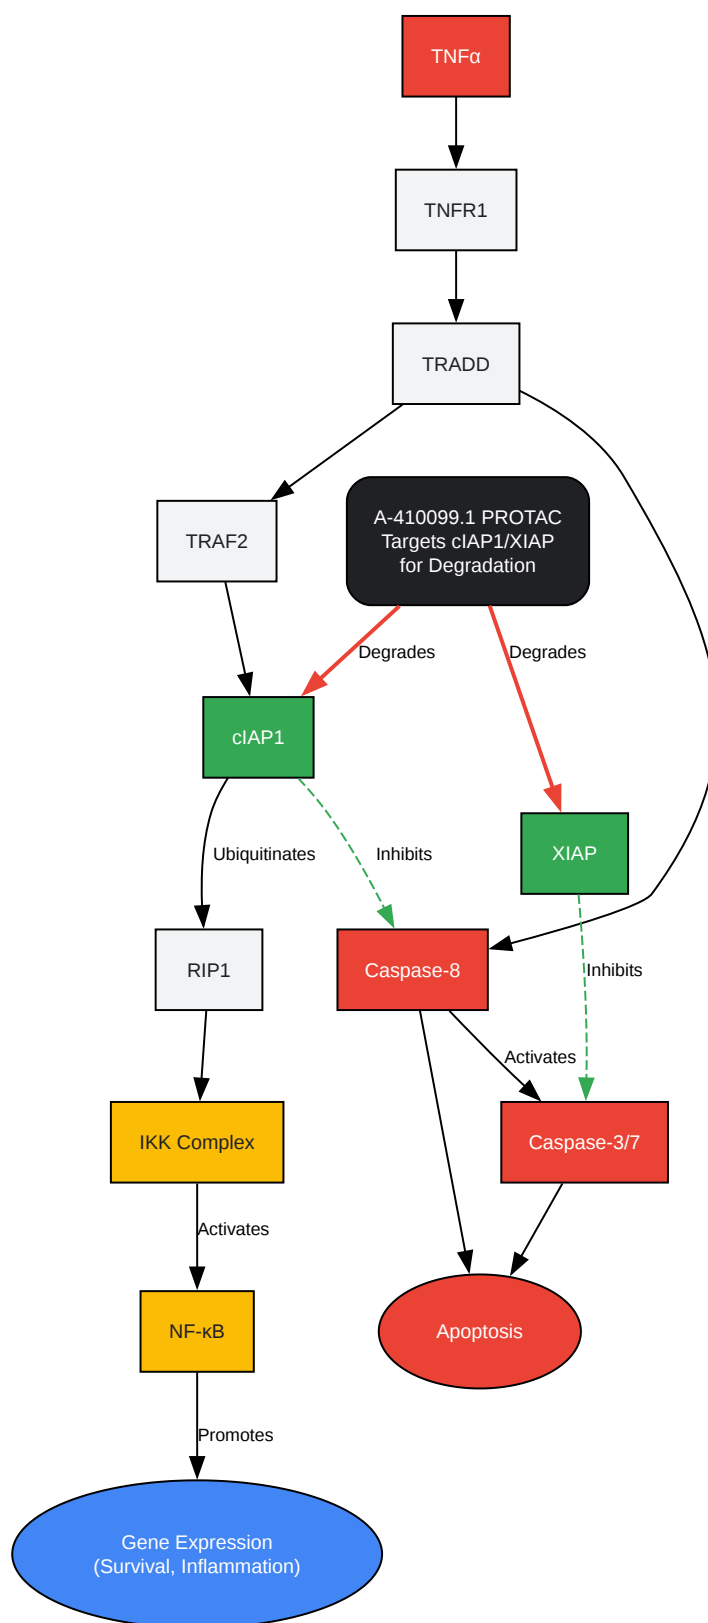 TNFα
TNFR1
TRADD
TRAF2
A-410099.1 PROTAC
Targets cIAP1/XIAP
for Degradation
Degrades
Degrades
cIAP1
XIAP
Ubiquitinates
Inhibits
RIP1
Caspase-8
Inhibits
Activates
IKK Complex
Caspase-3/7
Activates
NF-κB
Apoptosis
Promotes
Gene Expression
(Survival, Inflammation)